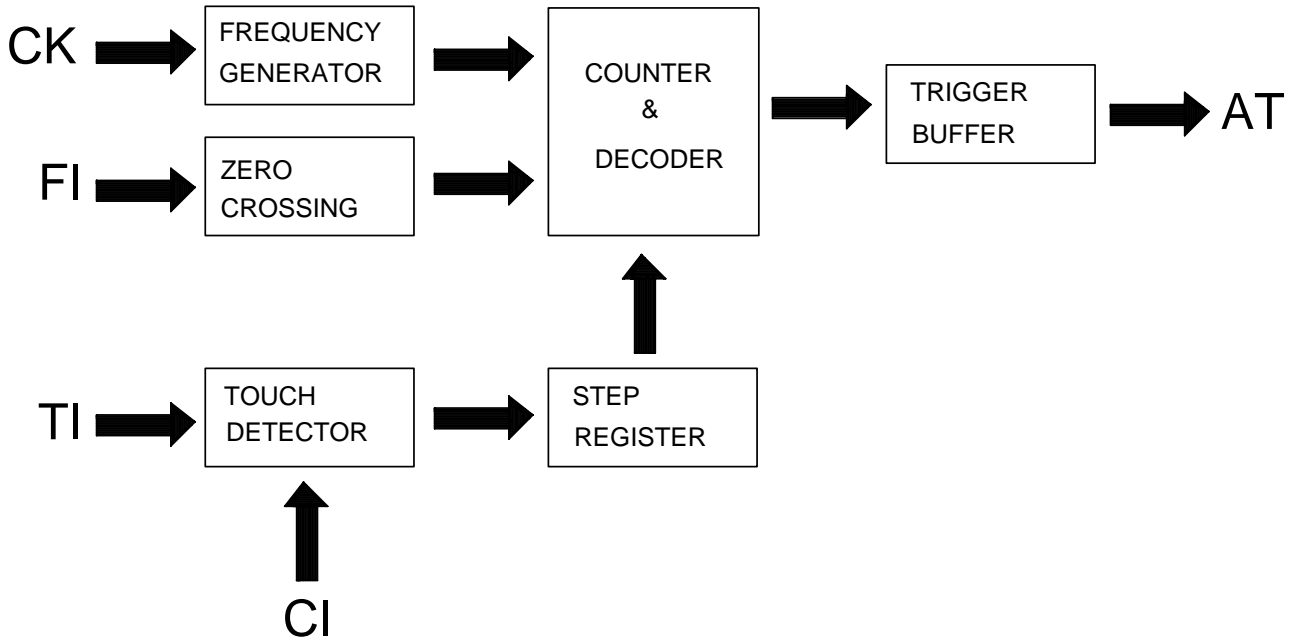 CK
FREQUENCY
GENERATOR
COUNTER
&
DECODER
TRIGGER
BUFFER
AT
FI
ZERO
CROSSING
TI
TOUCH
DETECTOR
STEP
REGISTER
CI